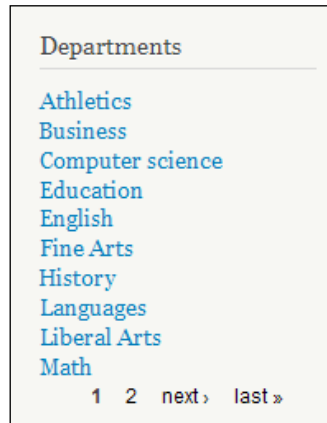 Departments
Athletics
Business
Computer science
Education
English
Fine Arts
History
Languages
Liberal Arts
Math
1 2 next › last »